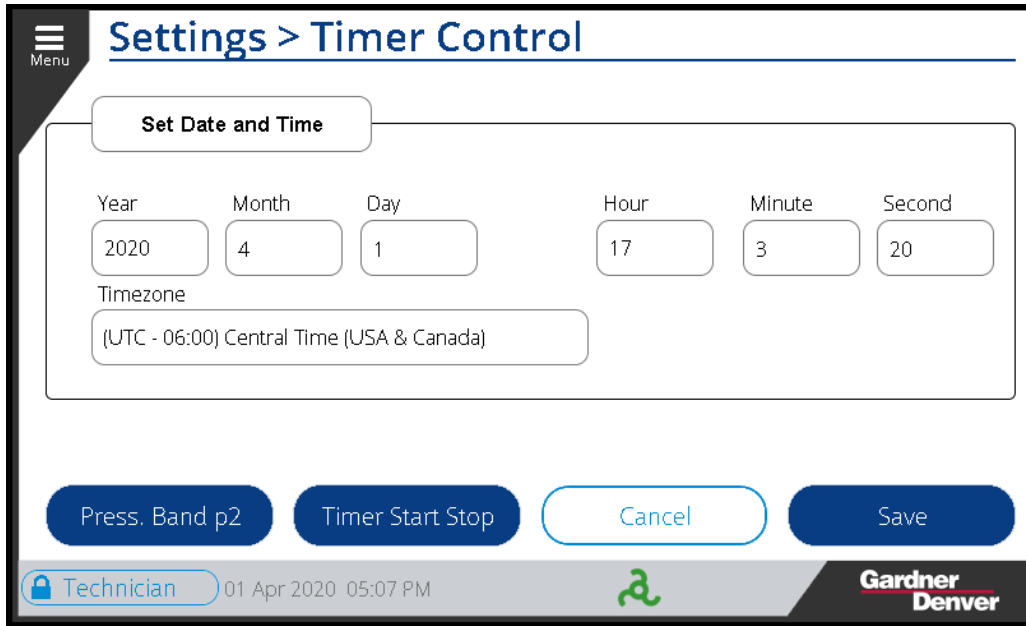 Settings > Timer Control
Menu
Set Date and Time
Year Month Day Hour Minute Second
2020 4 1 17 3 20
Timezone
(UTC - 06:00) Central Time (USA & Canada)
Press. Band p2 Timer Start Stop Cancel Save
Technician 01 Apr 2020 05:07 PM
Gardner
Denver